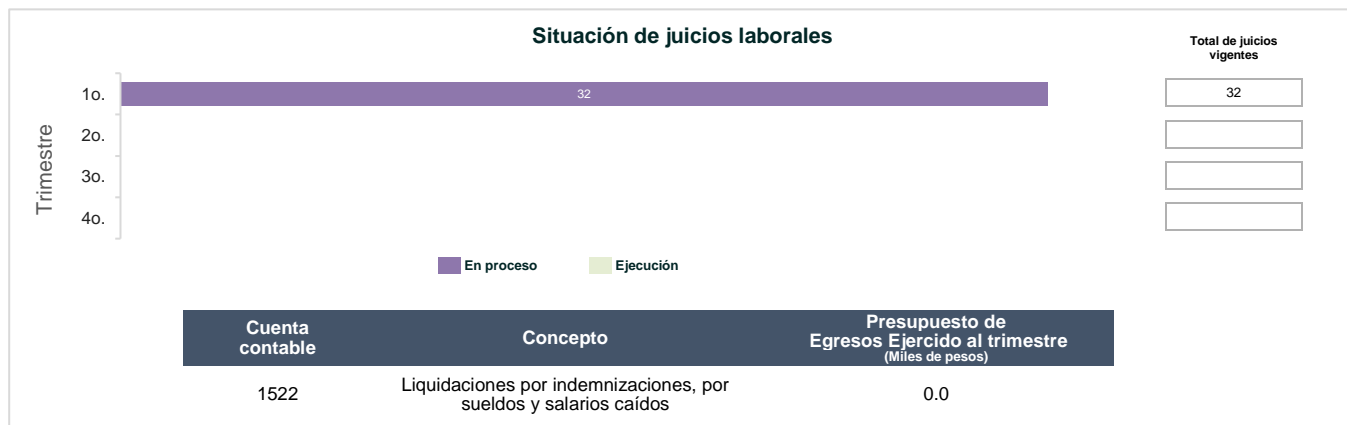 Situación de juicios laborales
Total de juicios
vigentes
Trimestre
1o.
32
32
2o.
3o.
4o.
En proceso
Ejecución
Cuenta
contable
Concepto
Presupuesto de
Egresos Ejercido al trimestre
(Miles de pesos)
1522
Liquidaciones por indemnizaciones, por
sueldos y salarios caídos
0.0